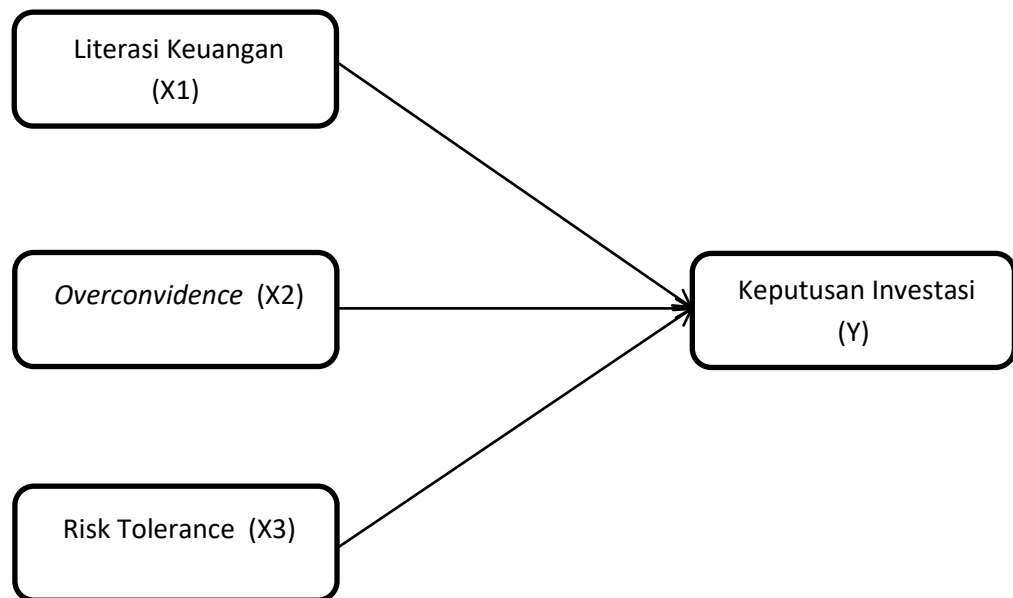 Literasi Keuangan
(X1)
Overconvidence (X2)
Keputusan Investasi
(Y)
Risk Tolerance (X3)